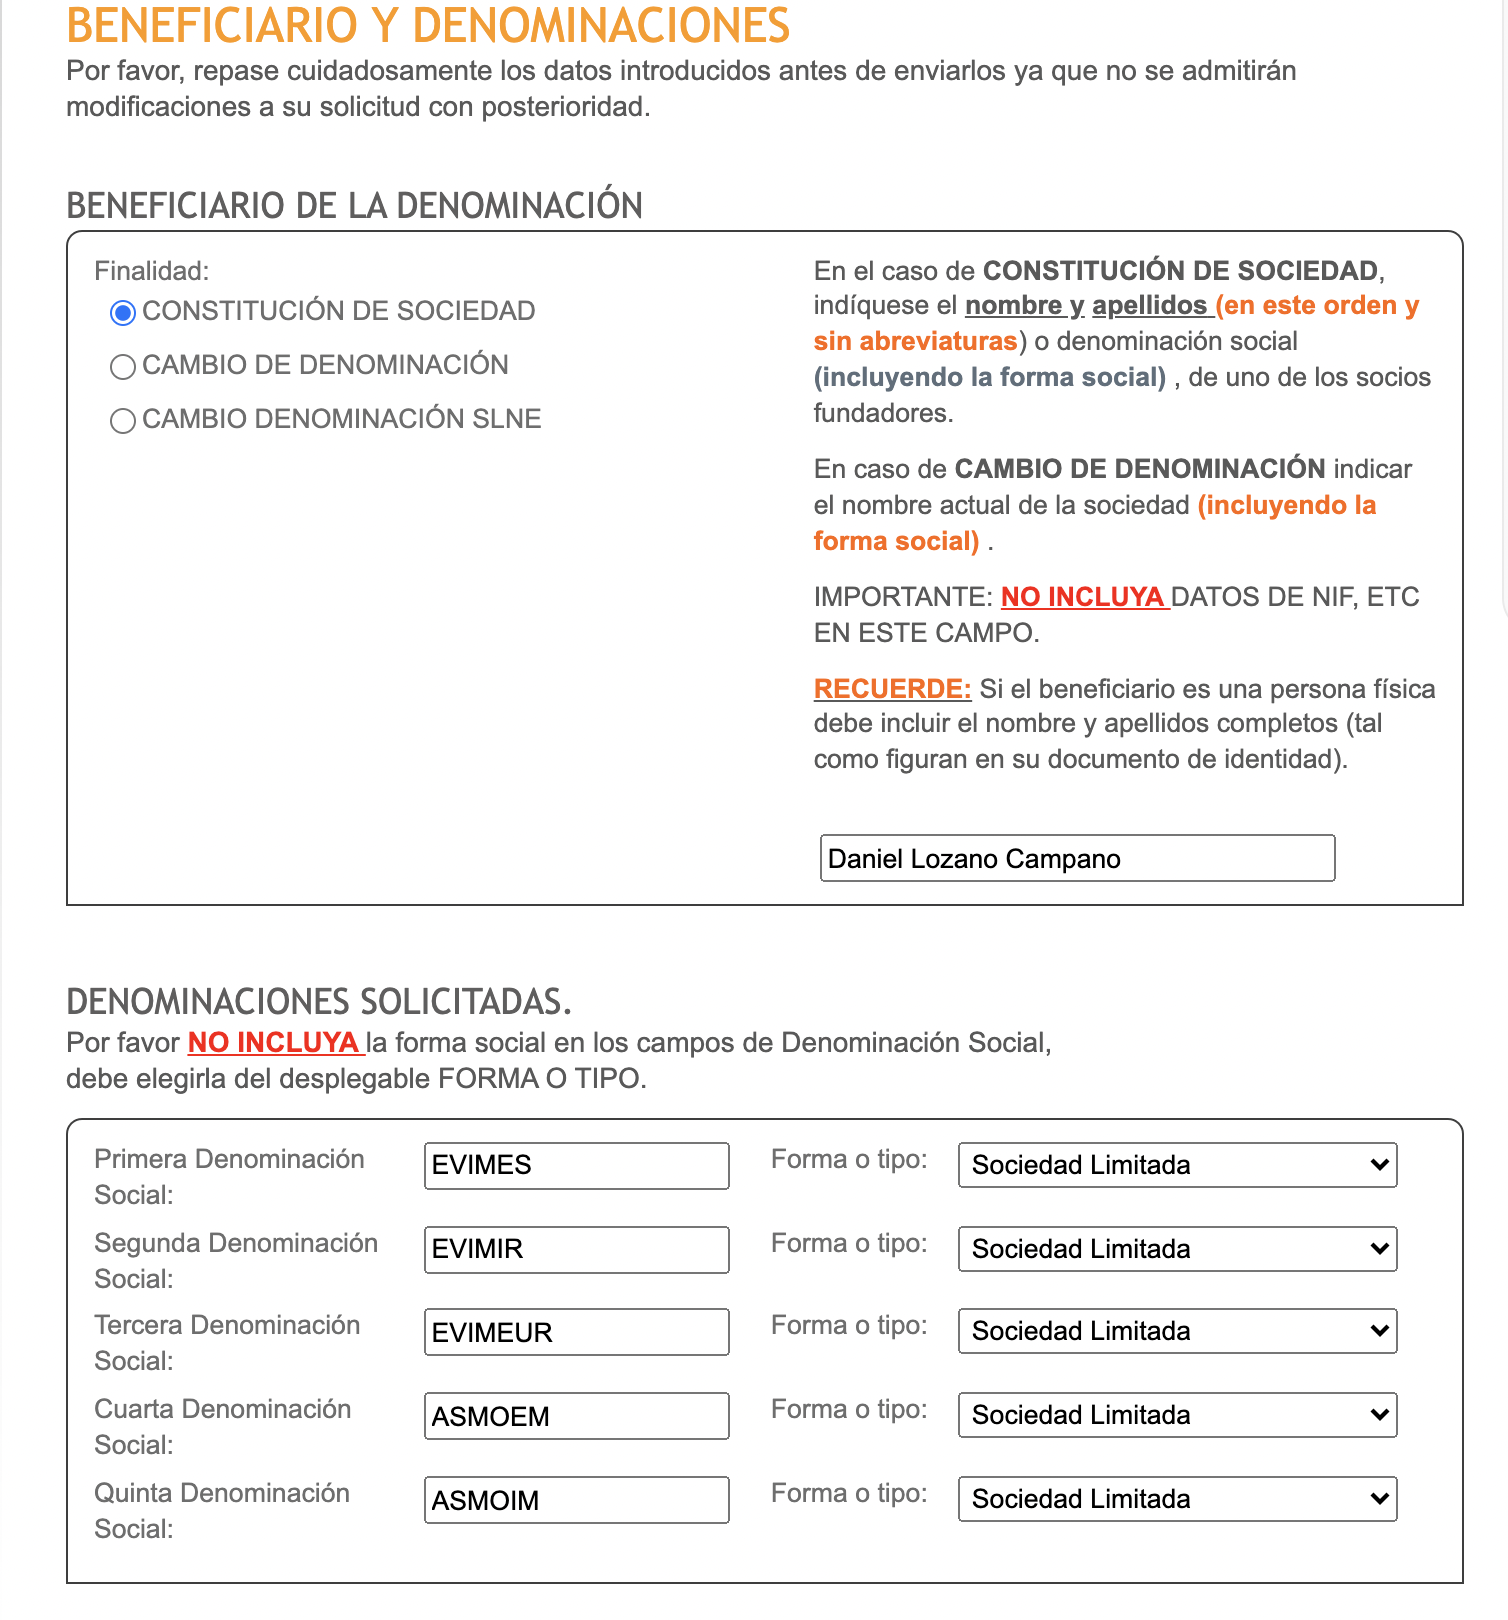 BENEFICIARIO Y DENOMINACIONES
Por favor, repase cuidadosamente los datos introducidos antes de enviarlos ya que no se admitirán
modificaciones a su solicitud con posterioridad.
BENEFICIARIO DE LA DENOMINACIÓN
Finalidad:
CONSTITUCIÓN DE SOCIEDAD
CAMBIO DE DENOMINACIÓN
CAMBIO DENOMINACIÓN SLNE
En el caso de CONSTITUCIÓN DE SOCIEDAD,
indíquese el nombre y apellidos (en este orden y
sin abreviaturas) o denominación social
(incluyendo la forma social) , de uno de los socios
fundadores.
En caso de CAMBIO DE DENOMINACIÓN indicar
el nombre actual de la sociedad (incluyendo la
forma social) .
IMPORTANTE: NO INCLUYA DATOS DE NIF, ETC
EN ESTE CAMPO.
RECUERDE: Si el beneficiario es una persona física
debe incluir el nombre y apellidos completos (tal
como figuran en su documento de identidad).
Daniel Lozano Campano
DENOMINACIONES SOLICITADAS.
Por favor NO INCLUYA la forma social en los campos de Denominación Social,
debe elegirla del desplegable FORMA O TIPO.
Primera Denominación
Social:
EVIMES
Forma o tipo:
Sociedad Limitada
Segunda Denominación
Social:
EVIMIR
Forma o tipo:
Sociedad Limitada
Tercera Denominación
Social:
EVIMEUR
Forma o tipo:
Sociedad Limitada
Cuarta Denominación
Social:
ASMOEM
Forma o tipo:
Sociedad Limitada
Quinta Denominación
Social:
ASMOIM
Forma o tipo:
Sociedad Limitada